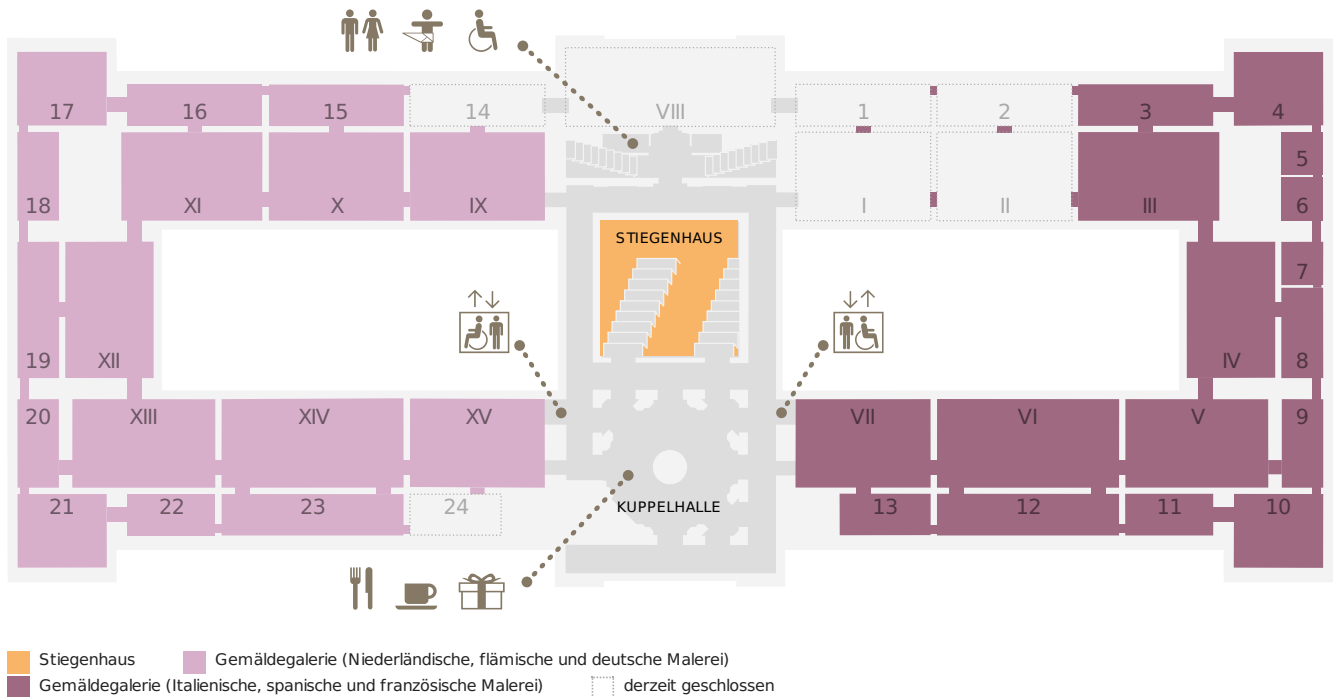 17 16 15 14 VIII 1 2 3 4
5
18 XI X IX I II III 6
STIEGENHAUS
7
19 XII IV 8
20 XIII XIV XV VII VI V 9
21 22 23 24 KUPPELHALLE 13 12 11 10
Stiegenhaus Gemäldegalerie (Niederländische, flämische und deutsche Malerei)
Gemäldegalerie (Italienische, spanische und französische Malerei) derzeit geschlossen